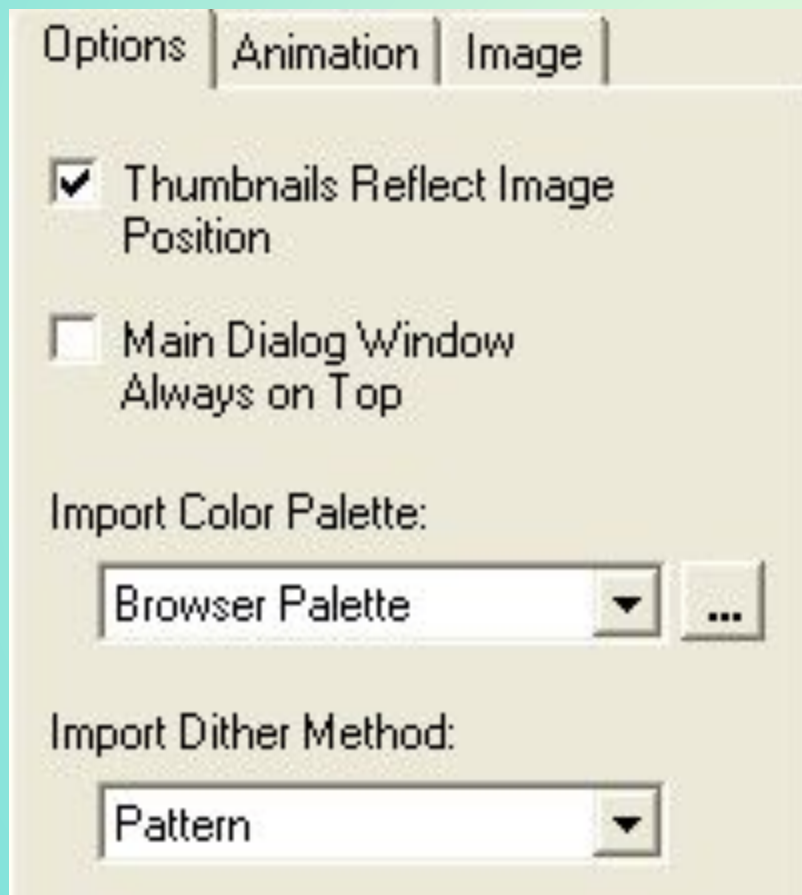 Options Animation Image
Thumbnails Reflect Image
Position
Main Dialog Window
Always on Top
Import Color Palette:
Browser Palette ...
Import Dither Method:
Pattern